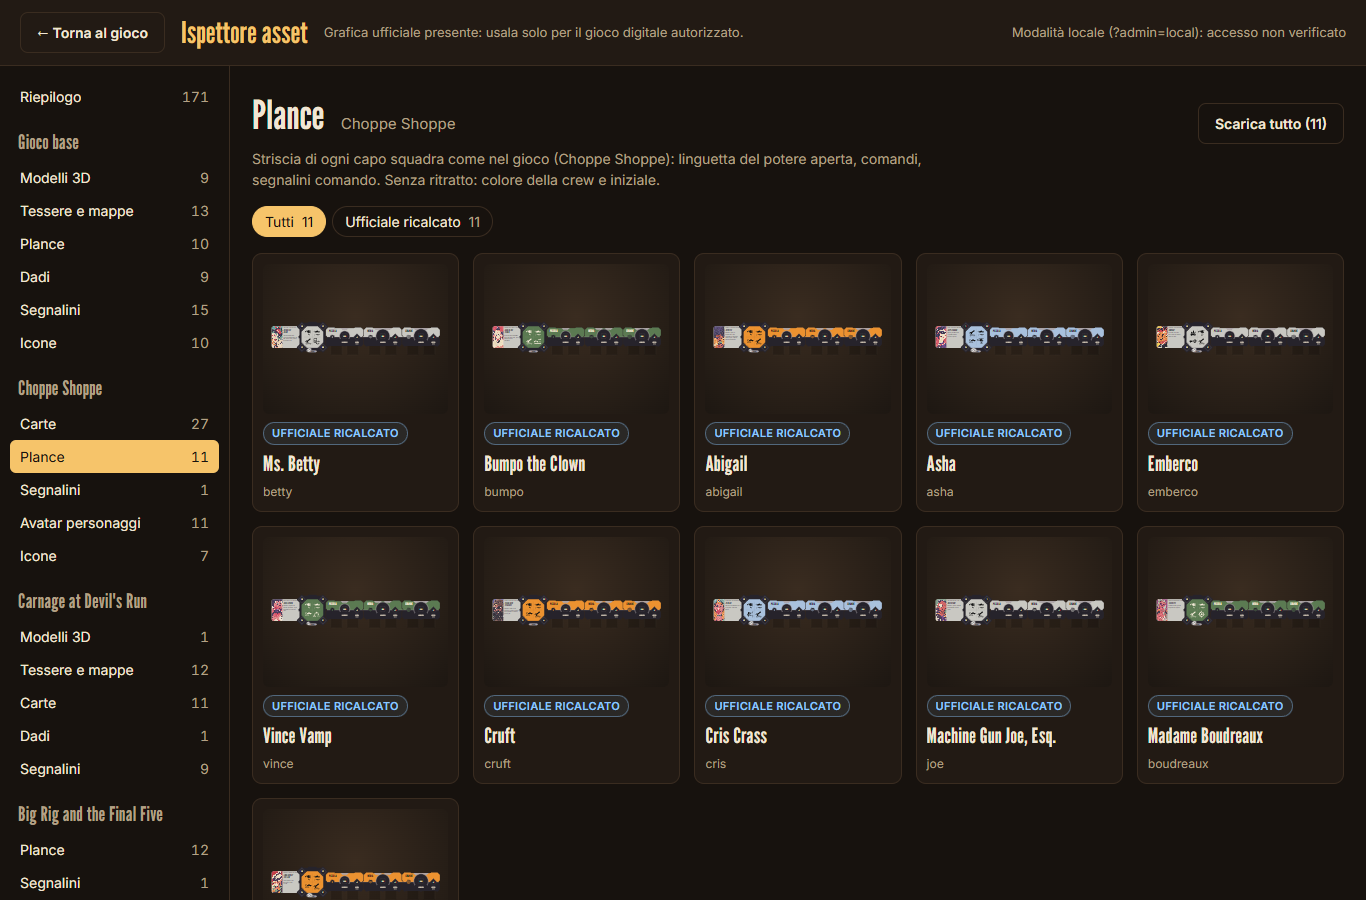 ← Torna al gioco
Ispettore asset
Grafica ufficiale presente: usala solo per il gioco digitale autorizzato.
Modalità locale (?admin=local): accesso non verificato
Riepilogo 171
Gioco base
Modelli 3D 9
Tessere e mappe 13
Plance 10
Dadi 9
Segnalini 15
Icone 10
Choppe Shoppe
Carte 27
Plance 11
Segnalini 1
Avatar personaggi 11
Icone 7
Carnage at Devil's Run
Modelli 3D 1
Tessere e mappe 12
Carte 11
Dadi 1
Segnalini 9
Big Rig and the Final Five
Plance 12
Segnalini 1
Plance Choppe Shoppe
Scarica tutto (11)
Striscia di ogni capo squadra come nel gioco (Choppe Shoppe): linguetta del potere aperta, comandi,
segnalini comando. Senza ritratto: colore della crew e iniziale.
Tutti 11
Ufficiale ricalcato 11
UFFICIALE RICALCATO
Ms. Betty
betty
UFFICIALE RICALCATO
Bumpo the Clown
bumpo
UFFICIALE RICALCATO
Abigail
abigail
UFFICIALE RICALCATO
Asha
asha
UFFICIALE RICALCATO
Emberco
emberco
UFFICIALE RICALCATO
Vince Vamp
vince
UFFICIALE RICALCATO
Cruft
cruft
UFFICIALE RICALCATO
Cris Crass
cris
UFFICIALE RICALCATO
Machine Gun Joe, Esq.
joe
UFFICIALE RICALCATO
Madame Boudreaux
boudreaux